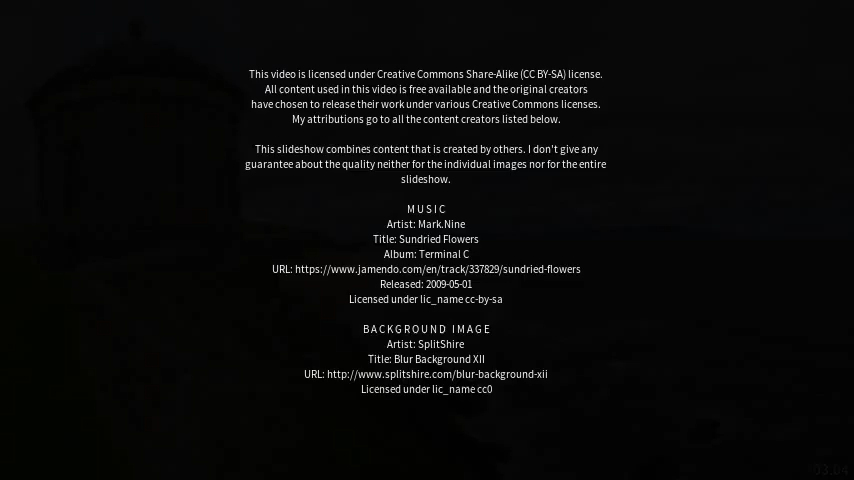 This video is licensed under Creative Commons Share-Alike (CC BY-SA) license.
All content used in this video is free available and the original creators
have chosen to release their work under various Creative Commons licenses.
My attributions go to all the content creators listed below.
This slideshow combines content that is created by others. I don't give any
guarantee about the quality neither for the individual images nor for the entire
slideshow.
MUSIC
Artist: Mark.Nine
Title: Sundried Flowers
Album: Terminal C
URL: https://www.jamendo.com/en/track/337829/sundried-flowers
Released: 2009-05-01
Licensed under lic_name cc-by-sa
BACKGROUND IMAGE
Artist: SplitShire
Title: Blur Background XII
URL: http://www.splitshire.com/blur-background-xii
Licensed under lic_name cc0
03:04